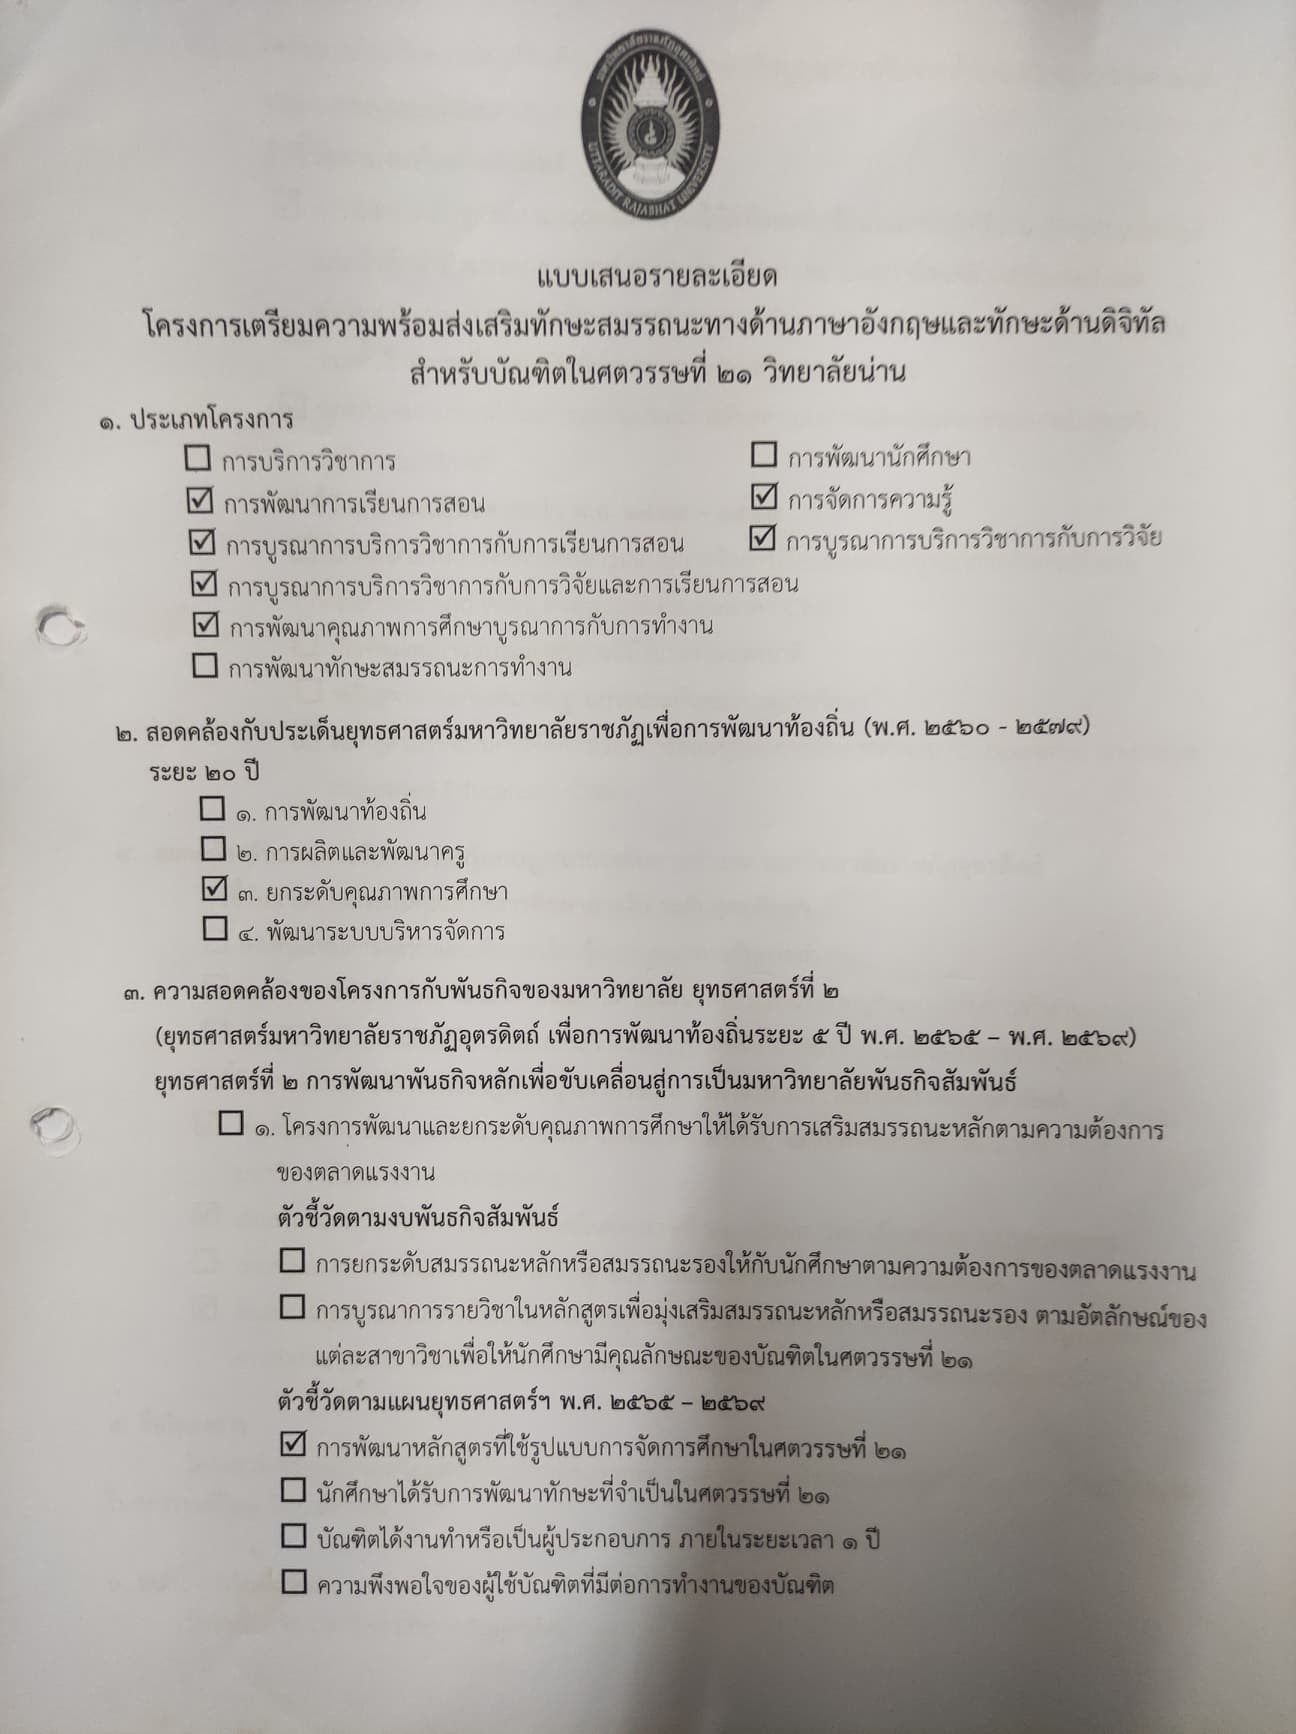 มหาวิทยาลัยราชภัฏอุตรดิตถ์
UTTARADIT RAJABHAT UNIVERSITY
แบบเสนอรายละเอียด
โครงการเตรียมความพร้อมส่งเสริมทักษะสมรรถนะทางด้านภาษาอังกฤษและทักษะด้านดิจิทัล
สำหรับบัณฑิตในศตวรรษที่ ๒๑ วิทยาลัยน่าน
๑. ประเภทโครงการ
☐ การบริการวิชาการ ☐ การพัฒนานักศึกษา
☑ การพัฒนาการเรียนการสอน ☑ การจัดการความรู้
☑ การบูรณาการบริการวิชาการกับการเรียนการสอน ☑ การบูรณาการบริการวิชาการกับการวิจัย
☑ การบูรณาการบริการวิชาการกับการวิจัยและการเรียนการสอน
☑ การพัฒนาคุณภาพการศึกษาบูรณาการกับการทำงาน
☐ การพัฒนาทักษะสมรรถนะการทำงาน
๒. สอดคล้องกับประเด็นยุทธศาสตร์มหาวิทยาลัยราชภัฏเพื่อการพัฒนาท้องถิ่น (พ.ศ. ๒๕๖๐ - ๒๕๗๙)
ระยะ ๒๐ ปี
☐ ๑. การพัฒนาท้องถิ่น
☐ ๒. การผลิตและพัฒนาครู
☑ ๓. ยกระดับคุณภาพการศึกษา
☐ ๔. พัฒนาระบบบริหารจัดการ
๓. ความสอดคล้องของโครงการกับพันธกิจของมหาวิทยาลัย ยุทธศาสตร์ที่ ๒
(ยุทธศาสตร์มหาวิทยาลัยราชภัฏอุตรดิตถ์ เพื่อการพัฒนาท้องถิ่นระยะ ๕ ปี พ.ศ. ๒๕๖๕ – พ.ศ. ๒๕๖๙)
ยุทธศาสตร์ที่ ๒ การพัฒนาพันธกิจหลักเพื่อขับเคลื่อนสู่การเป็นมหาวิทยาลัยพันธกิจสัมพันธ์
☐ ๑. โครงการพัฒนาและยกระดับคุณภาพการศึกษาให้ได้รับการเสริมสมรรถนะหลักตามความต้องการ
ของตลาดแรงงาน
ตัวชี้วัดตามงบพันธกิจสัมพันธ์
☐ การยกระดับสมรรถนะหลักหรือสมรรถนะรองให้กับนักศึกษาตามความต้องการของตลาดแรงงาน
☐ การบูรณาการรายวิชาในหลักสูตรเพื่อมุ่งเสริมสมรรถนะหลักหรือสมรรถนะรอง ตามอัตลักษณ์ของ
แต่ละสาขาวิชาเพื่อให้นักศึกษามีคุณลักษณะของบัณฑิตในศตวรรษที่ ๒๑
ตัวชี้วัดตามแผนยุทธศาสตร์ฯ พ.ศ. ๒๕๖๕ – ๒๕๖๙
☑ การพัฒนาหลักสูตรที่ใช้รูปแบบการจัดการศึกษาในศตวรรษที่ ๒๑
☐ นักศึกษาได้รับการพัฒนาทักษะที่จำเป็นในศตวรรษที่ ๒๑
☐ บัณฑิตได้งานทำหรือเป็นผู้ประกอบการ ภายในระยะเวลา ๑ ปี
☐ ความพึงพอใจของผู้ใช้บัณฑิตที่มีต่อการทำงานของบัณฑิต